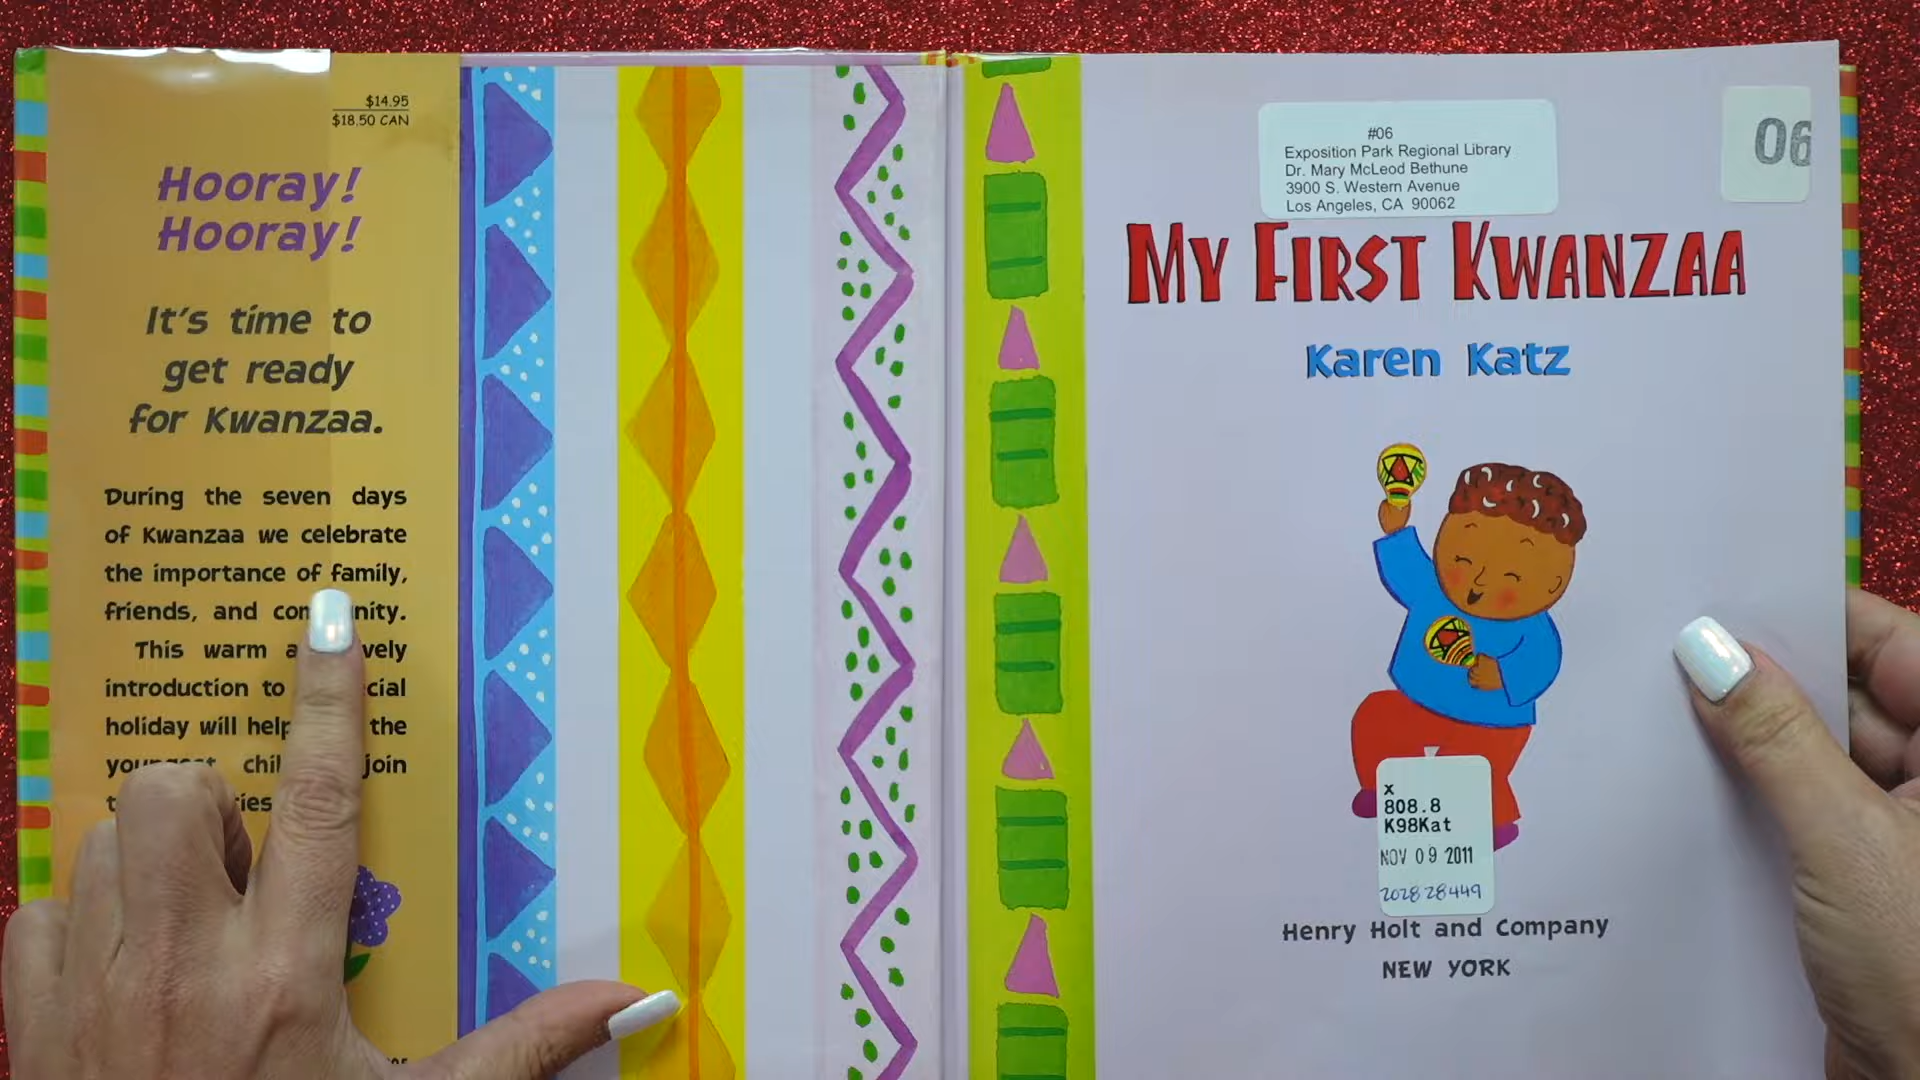 $14.95
$18.50 CAN
Hooray!
Hooray!
It's time to
get ready
for Kwanzaa.
During the seven days
of Kwanzaa we celebrate
the importance of family,
friends, and
This warm
introduction to
holiday will help the
join
#06
Exposition Park Regional Library
Dr. Mary McLeod Bethune
3900 S. Western Avenue
Los Angeles, CA 90062
06
My First Kwanzaa
Karen Katz
x
808.8
K98Kat
NOV 09 2011
202828449
Henry Holt and Company
NEW YORK